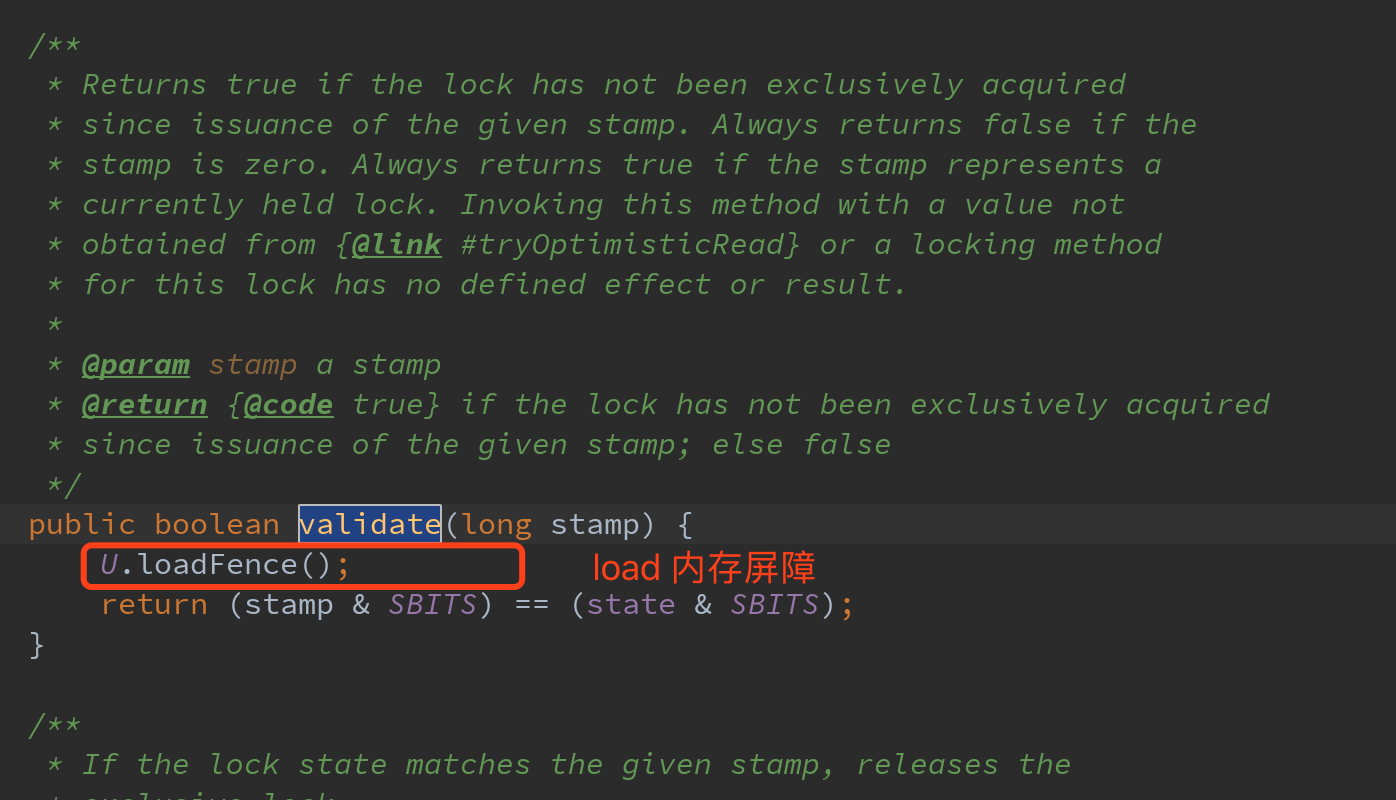 /**
 * Returns true if the lock has not been exclusively acquired
 * since issuance of the given stamp. Always returns false if the
 * stamp is zero. Always returns true if the stamp represents a
 * currently held lock. Invoking this method with a value not
 * obtained from {@link #tryOptimisticRead} or a locking method
 * for this lock has no defined effect or result.
 *
 * @param stamp a stamp
 * @return {@code true} if the lock has not been exclusively acquired
 * since issuance of the given stamp; else false
 */
public boolean validate(long stamp) {
    U.loadFence(); load 内存屏障
    return (stamp & SBITS) == (state & SBITS);
}
/**
 * If the lock state matches the given stamp, releases the
 * exclusive lock